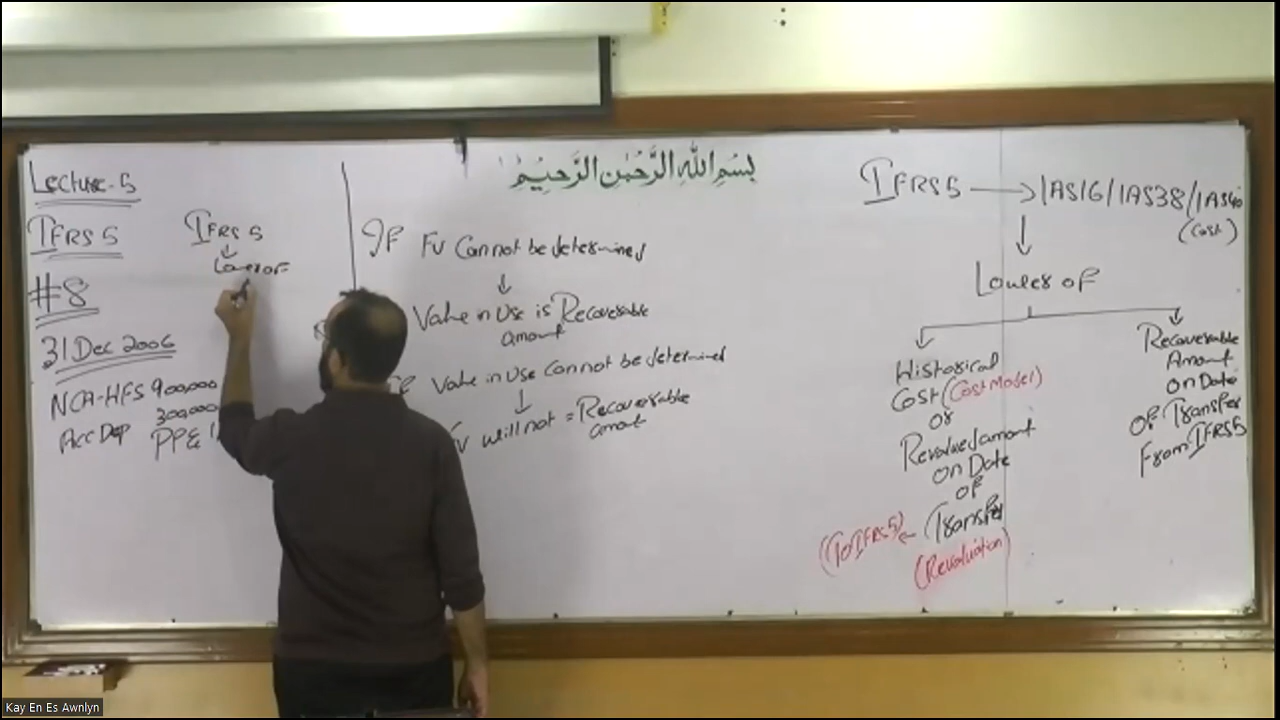 بِسْمِ اللهِ الرَّحْمٰنِ الرَّحِيْمِ
Lecture-5
IFRS 5
#8
31 Dec 2006
NCA-HFS 900,000
Acc Dep 300,000
PPE
IFRS 5
Lower of
IF FV Cannot be determined
Value in Use is Recoverable
amount
Value in Use Cannot be determined
FV will not = Recoverable
amount
IFRS 5 → IAS16/IAS38/IAS40
(Cost)
Lower of
Historical
Cost (Cost Model)
or
Revalued amount
on Date
of
Transfer
(To IFRS 5)
(Revaluation)
Recoverable
Amount
on Date
of Transfer
From IFRS 5
Kay En Es Awnlyn